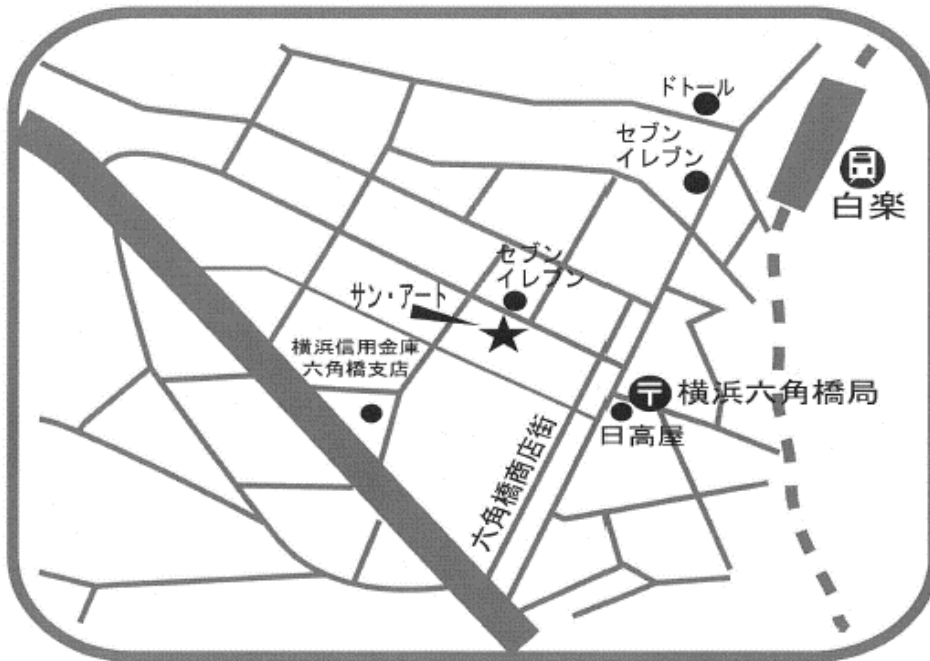 ドトール
セブン
イレブン
白楽
セブン
イレブン
サン・アート
横浜信用金庫
六角橋支店
〒横浜六角橋局
日高屋
六角橋商店街